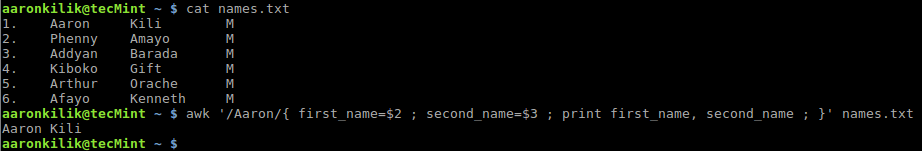 aaronkilik@tecMint ~ $ cat names.txt
1.    Aaron     Kili        M
2.    Phenny    Amayo       M
3.    Addyan    Barada      M
4.    Kiboko    Gift        M
5.    Arthur    Orache      M
6.    Afayo     Kenneth     M
aaronkilik@tecMint ~ $ awk '/Aaron/{ first_name=$2 ; second_name=$3 ; print first_name, second_name ; }' names.txt
Aaron Kili
aaronkilik@tecMint ~ $